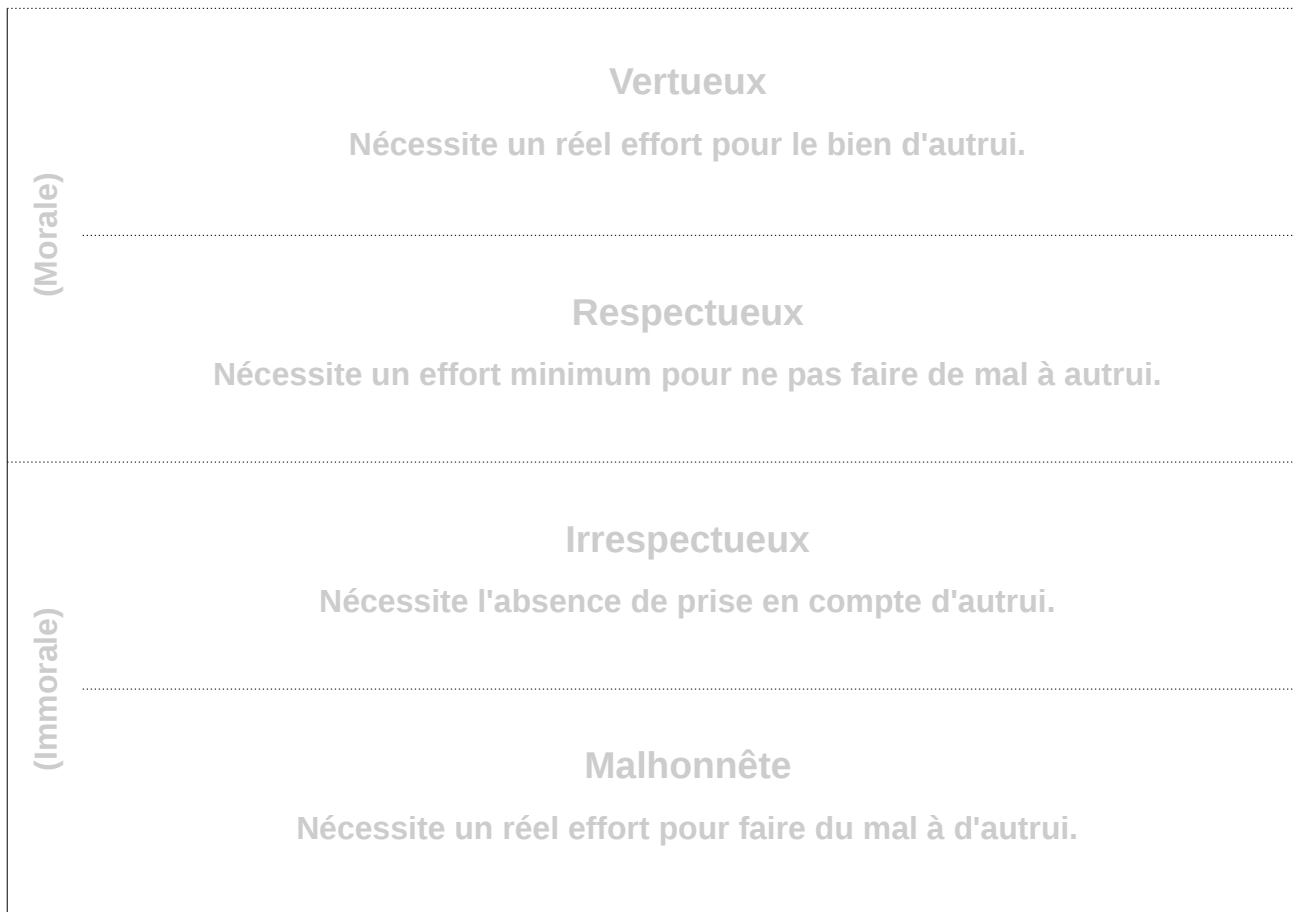 (Morale)
Vertueux
Nécessite un réel effort pour le bien d'autrui.
Respectueux
Nécessite un effort minimum pour ne pas faire de mal à autrui.
(Immorale)
Irrespectueux
Nécessite l'absence de prise en compte d'autrui.
Malhonnête
Nécessite un réel effort pour faire du mal à d'autrui.